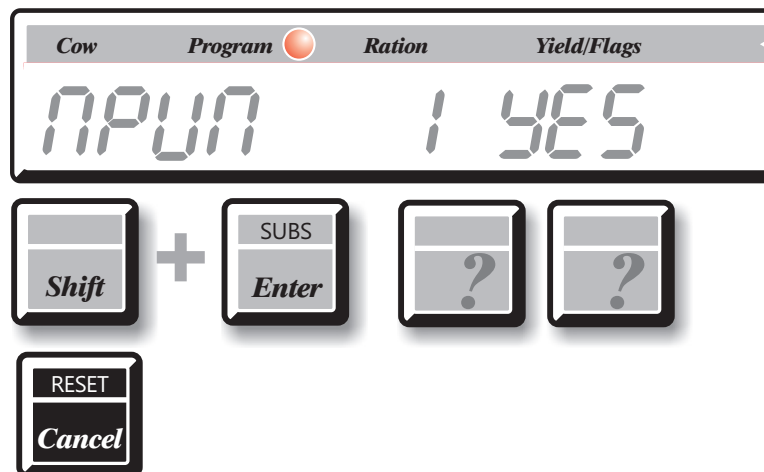 Cow Program Ration Yield/Flags
NPUN 1 YES
Shift + SUBS Enter ? ?
RESET
Cancel